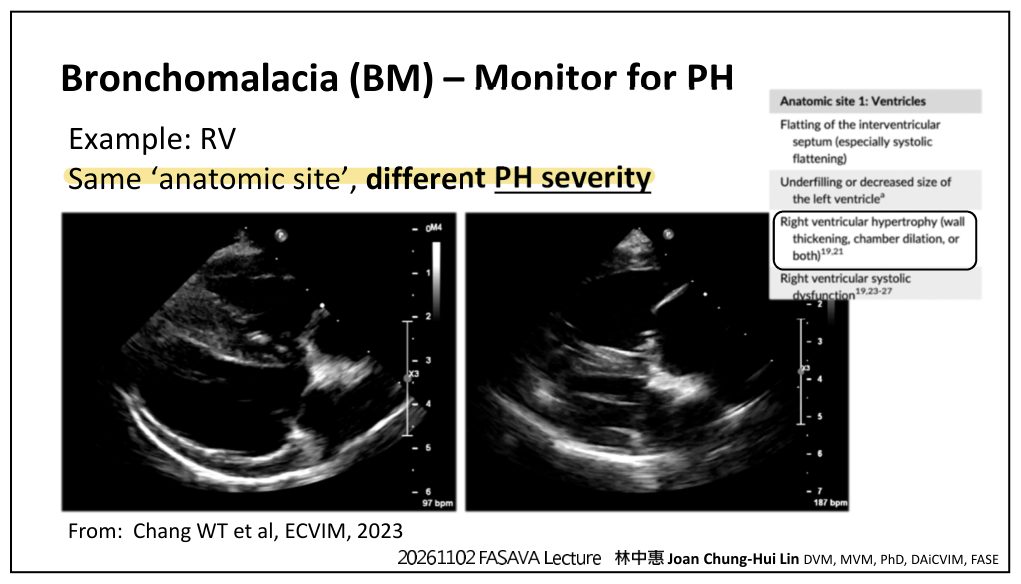 Bronchomalacia (BM) – Monitor for PH
Example: RV
Same ‘anatomic site’, different PH severity
Anatomic site 1: Ventricles
Flatting of the interventricular
septum (especially systolic
flattening)
Underfilling or decreased size of
the left ventricleª
Right ventricular hypertrophy (wall
thickening, chamber dilation, or
both)19,21
Right ventricular systolic
dysfunction19,23-27
M4
0
1
2
3
X3
4
5
6
97 bpm
2
3
X3
4
5
6
7
187 bpm
From: Chang WT et al, ECVIM, 2023
20261102 FASAVA Lecture 林中惠 Joan Chung-Hui Lin DVM, MVM, PhD, DAiCVIM, FASE